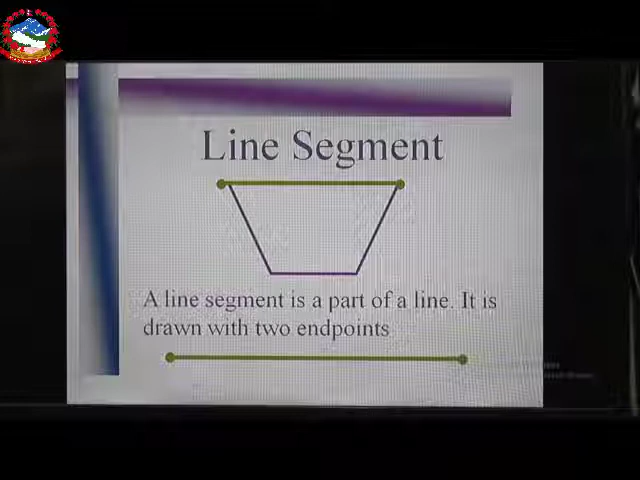 Line Segment
A line segment is a part of a line. It is
drawn with two endpoints